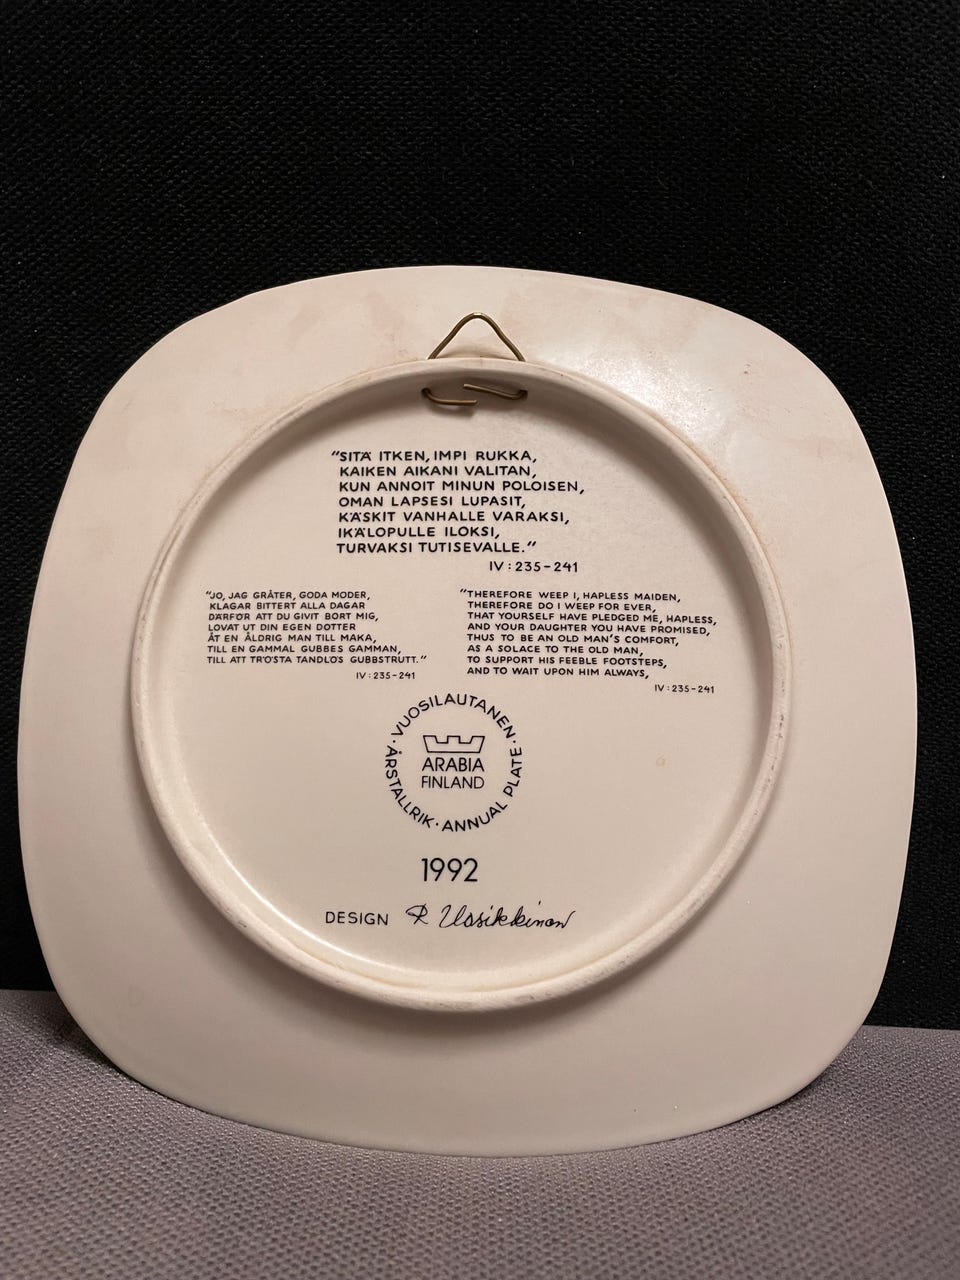 "SITÄ ITKEN, IMPI RUKKA,
KAIKEN AIKANI VALITAN,
KUN ANNOIT MINUN POLOISEN,
OMAN LAPSESI LUPASIT,
KÄSKIT VANHALLE VARAKSI,
IKÄLOPULLE ILOKSI,
TURVAKSI TUTISEVALLE."
IV : 235-241
"JO, JAG GRÅTER, GODA MODER,
KLAGAR BITTERT ALLA DAGAR
DÄRFÖR ATT DU GIVIT BORT MIG,
LOVAT UT DIN EGEN DOTTER
ÅT EN ÅLDRIG MAN TILL MAKA,
TILL EN GAMMAL GUBBES GAMMAN,
TILL ATT TRÖSTA TANDLÖS GUBBSTRUTT."
IV : 235-241
"THEREFORE WEEP I, HAPLESS MAIDEN,
THEREFORE DO I WEEP FOR EVER,
THAT YOURSELF HAVE PLEDGED ME, HAPLESS,
AND YOUR DAUGHTER YOU HAVE PROMISED,
THUS TO BE AN OLD MAN'S COMFORT,
AS A SOLACE TO THE OLD MAN,
TO SUPPORT HIS FEEBLE FOOTSTEPS,
AND TO WAIT UPON HIM ALWAYS,
IV : 235-241
· VUOSILAUTANEN ·
ÅRSTALLRIK · ANNUAL PLATE
ARABIA
FINLAND
1992
DESIGN R Uosikkinen